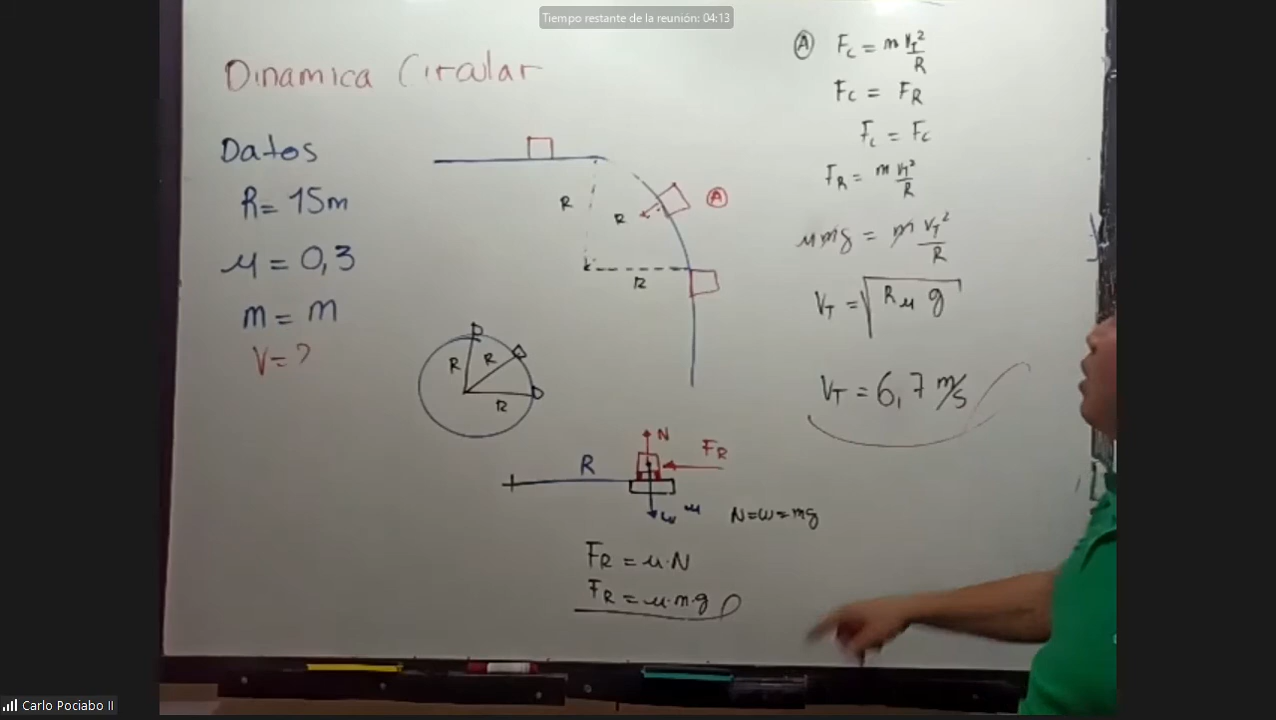 Tiempo restante de la reunión: 04:13
Dinamica Circular
Datos
R = 15m
μ = 0,3
m = m
V = ?
R
R
R
A
R
R
R
N
FR
R
w
μ
N=w=mg
FR = μ.N
FR = μ.m.g
A Fc = m VT²/R
Fc = FR
Fc = Fc
FR = m VT²/R
μmg = m VT²/R
VT = √Rμg
VT = 6,7 m/s
Carlo Pociabo II